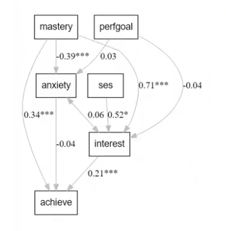 mastery perfgoal
-0.39*** 0.03
anxiety ses
0.71*** -0.04
0.34*** 0.06 0.52*
-0.04 interest
0.21***
achieve